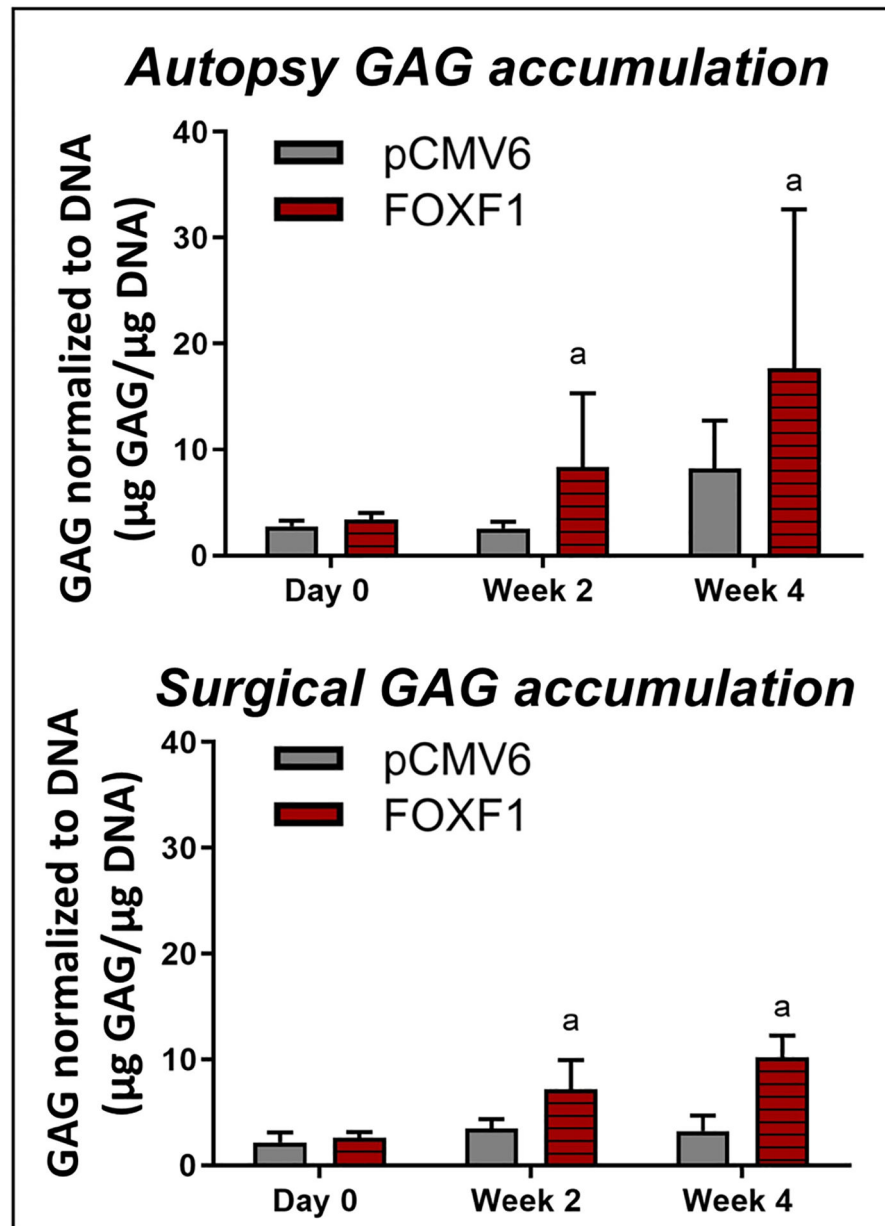 Autopsy GAG accumulation
GAG normalized to DNA
(µg GAG/µg DNA)
40
30
20
10
0
pCMV6
FOXF1
a
a
Day 0
Week 2
Week 4
Surgical GAG accumulation
GAG normalized to DNA
(µg GAG/µg DNA)
40
30
20
10
0
pCMV6
FOXF1
a
a
Day 0
Week 2
Week 4